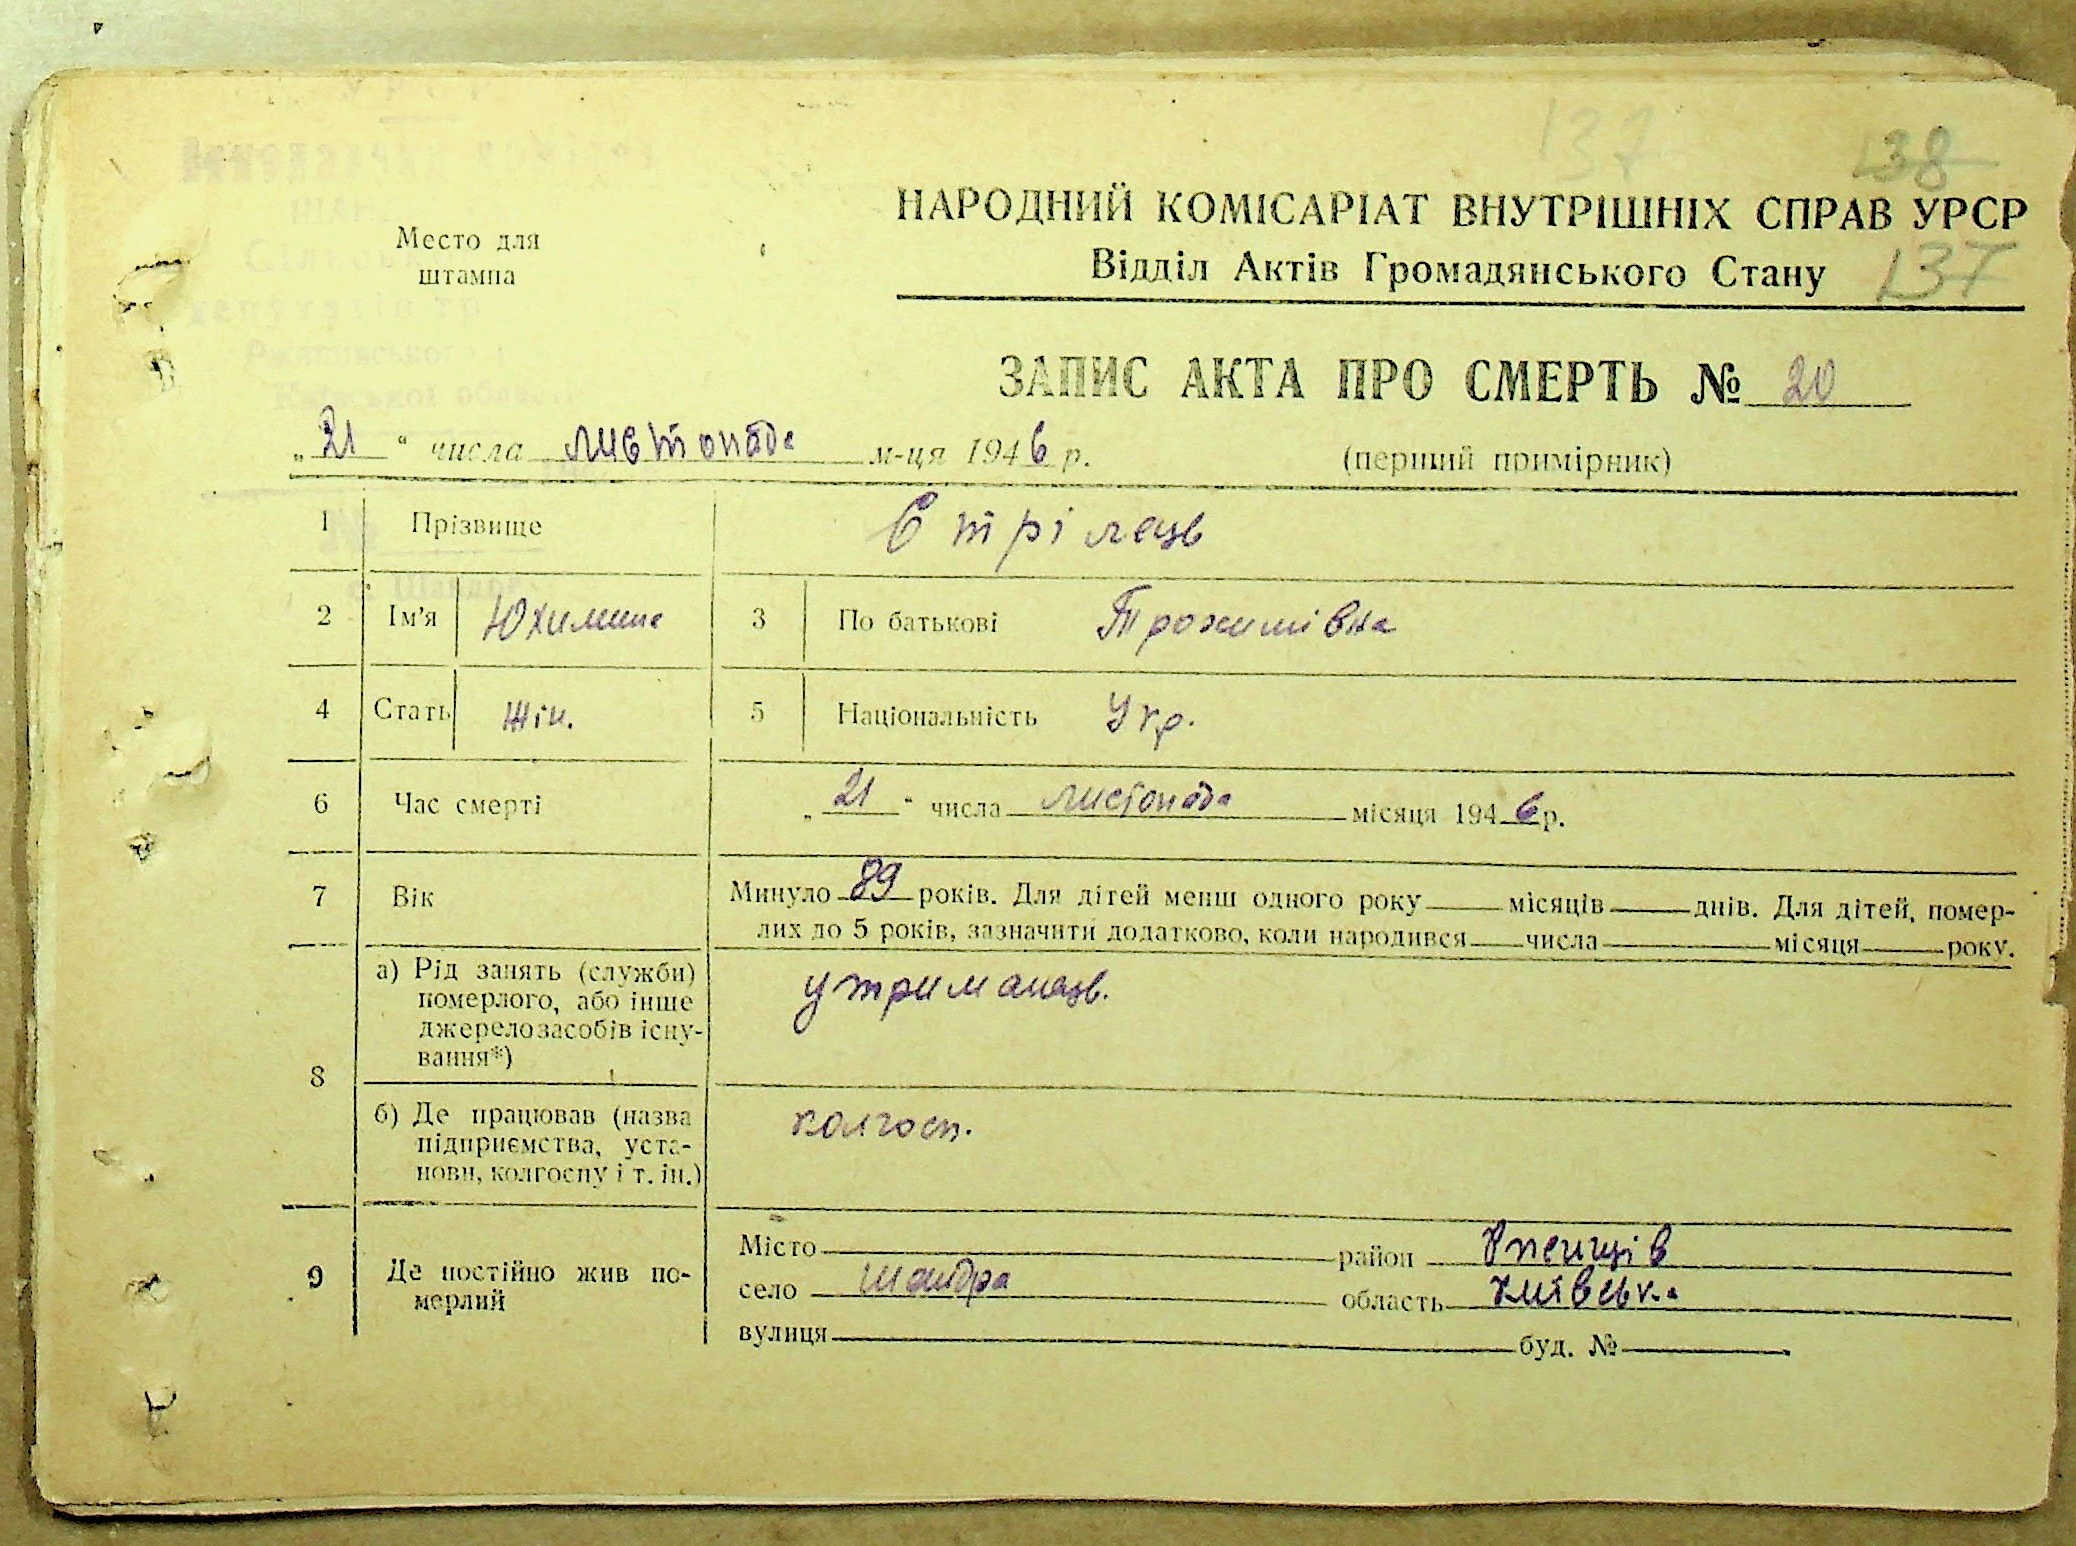 137
138
НАРОДНИЙ КОМІСАРІАТ ВНУТРІШНІХ СПРАВ УРСР
Место для
штампа
Відділ Актів Громадянського Стану 137
ЗАПИС АКТА ПРО СМЕРТЬ № 20
„21“ числа листопада м-ця 1946 р. (перший примірник)
1 Прізвище Стрілець
2 Ім'я Юхимина 3 По батькові Трохимівна
4 Стать жін. 5 Національність Укр.
6 Час смерті „21“ числа листопада місяця 1946 р.
7 Вік Минуло 89 років. Для дітей менш одного року місяців днів. Для дітей, помер-
лих до 5 років, зазначити додатково, коли народився числа місяця року.
8 а) Рід занять (служби) утриманець.
померлого, або інше
джерело засобів існу-
вання*)
б) Де працював (назва колгосп.
підприємства, уста-
нови, колгоспу і т. ін.)
9 Де постійно жив по-
мерлий
Місто район
село Шандра область Київська
вулиця буд. №